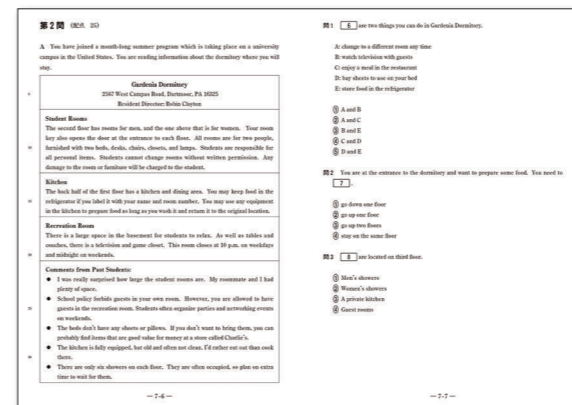 第2問 (配点 25)
A You have joined a month-long summer program which is taking place on a university
campus in the United States. You are reading information about the dormitory where you will
stay.
Gardenia Dormitory
2567 West Campus Road, Dartmoor, PA 16325
Resident Director: Robin Clayton
Student Rooms
The second floor has rooms for men, and the one above that is for women. Your room
key also opens the door at the entrance to each floor. All rooms are for two people,
furnished with two beds, desks, chairs, closets, and lamps. Students are responsible for
all personal items. Students cannot change rooms without written permission. Any
damage to the room or furniture will be charged to the student.
Kitchen
The back half of the first floor has a kitchen and dining area. You may keep food in the
refrigerator if you label it with your name and room number. You may use any equipment
in the kitchen to prepare food as long as you wash it and return it to the original location.
Recreation Room
There is a large space in the basement for students to relax. As well as tables and
couches, there is a television and game closet. This room closes at 10 p.m. on weekdays
and midnight on weekends.
Comments from Past Students:
● I was really surprised how large the student rooms are. My roommate and I had
plenty of space.
● School policy forbids guests in your own room. However, you are allowed to have
guests in the recreation room. Students often organize parties and networking events
on weekends.
● The beds don't have any sheets or pillows. If you don't want to bring them, you can
probably find items that are good value for money at a store called Charlie's.
● The kitchen is fully equipped, but old and often not clean. I'd rather eat out than cook
there.
● There are only six showers on each floor. They are often occupied, so plan on extra
time to wait for them.
— 7-6 —
問1 6 are two things you can do in Gardenia Dormitory.
A: change to a different room any time
B: watch television with guests
C: enjoy a meal in the restaurant
D: buy sheets to use on your bed
E: store food in the refrigerator
① A and B
② A and C
③ B and E
④ C and D
⑤ D and E
問2 You are at the entrance to the dormitory and want to prepare some food. You need to
7 .
① go down one floor
② go up one floor
③ go up two floors
④ stay on the same floor
問3 8 are located on third floor.
① Men's showers
② Women's showers
③ A private kitchen
④ Guest rooms
— 7-7 —